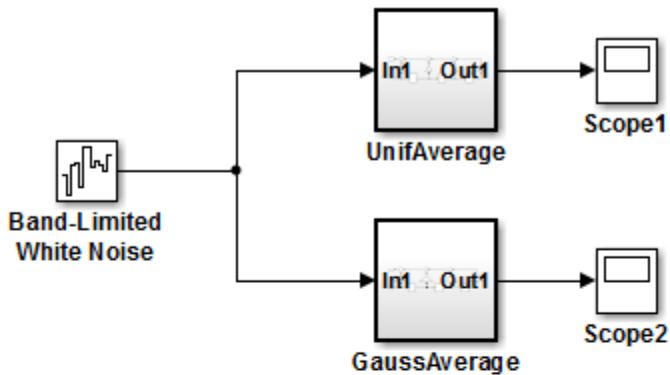 In1 Out1
UnifAverage
Scope1
Band-Limited
White Noise
In1 Out1
GaussAverage
Scope2